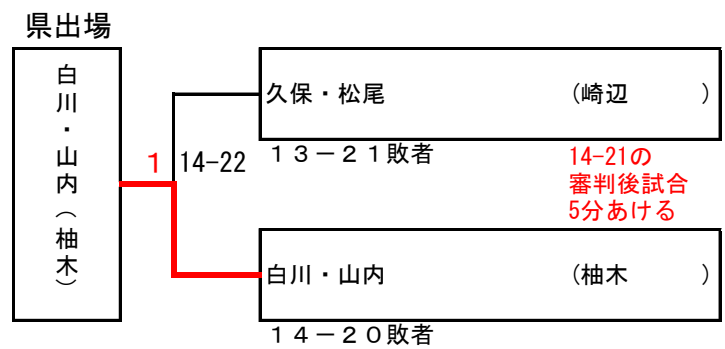 県出場
白川・山内（柚木）
久保・松尾 (崎辺 )
１３－２１敗者
1 14-22
14-21の
審判後試合
5分あける
白川・山内 (柚木 )
１４－２０敗者